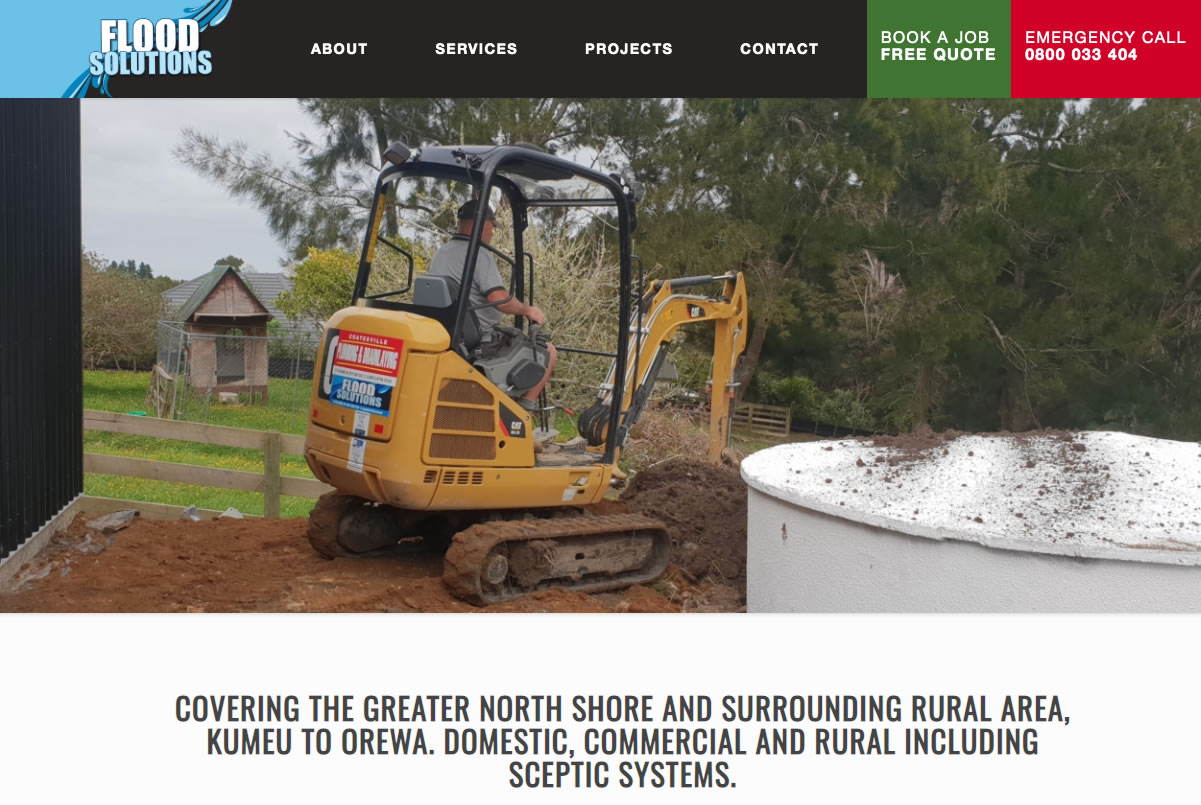 FLOOD
SOLUTIONS
ABOUT
SERVICES
PROJECTS
CONTACT
BOOK A JOB
FREE QUOTE
EMERGENCY CALL
0800 033 404
COATESVILLE
PLUMBING & DRAINLAYING
FLOOD
SOLUTIONS
CAT
CAT
COVERING THE GREATER NORTH SHORE AND SURROUNDING RURAL AREA,
KUMEU TO OREWA. DOMESTIC, COMMERCIAL AND RURAL INCLUDING
SCEPTIC SYSTEMS.